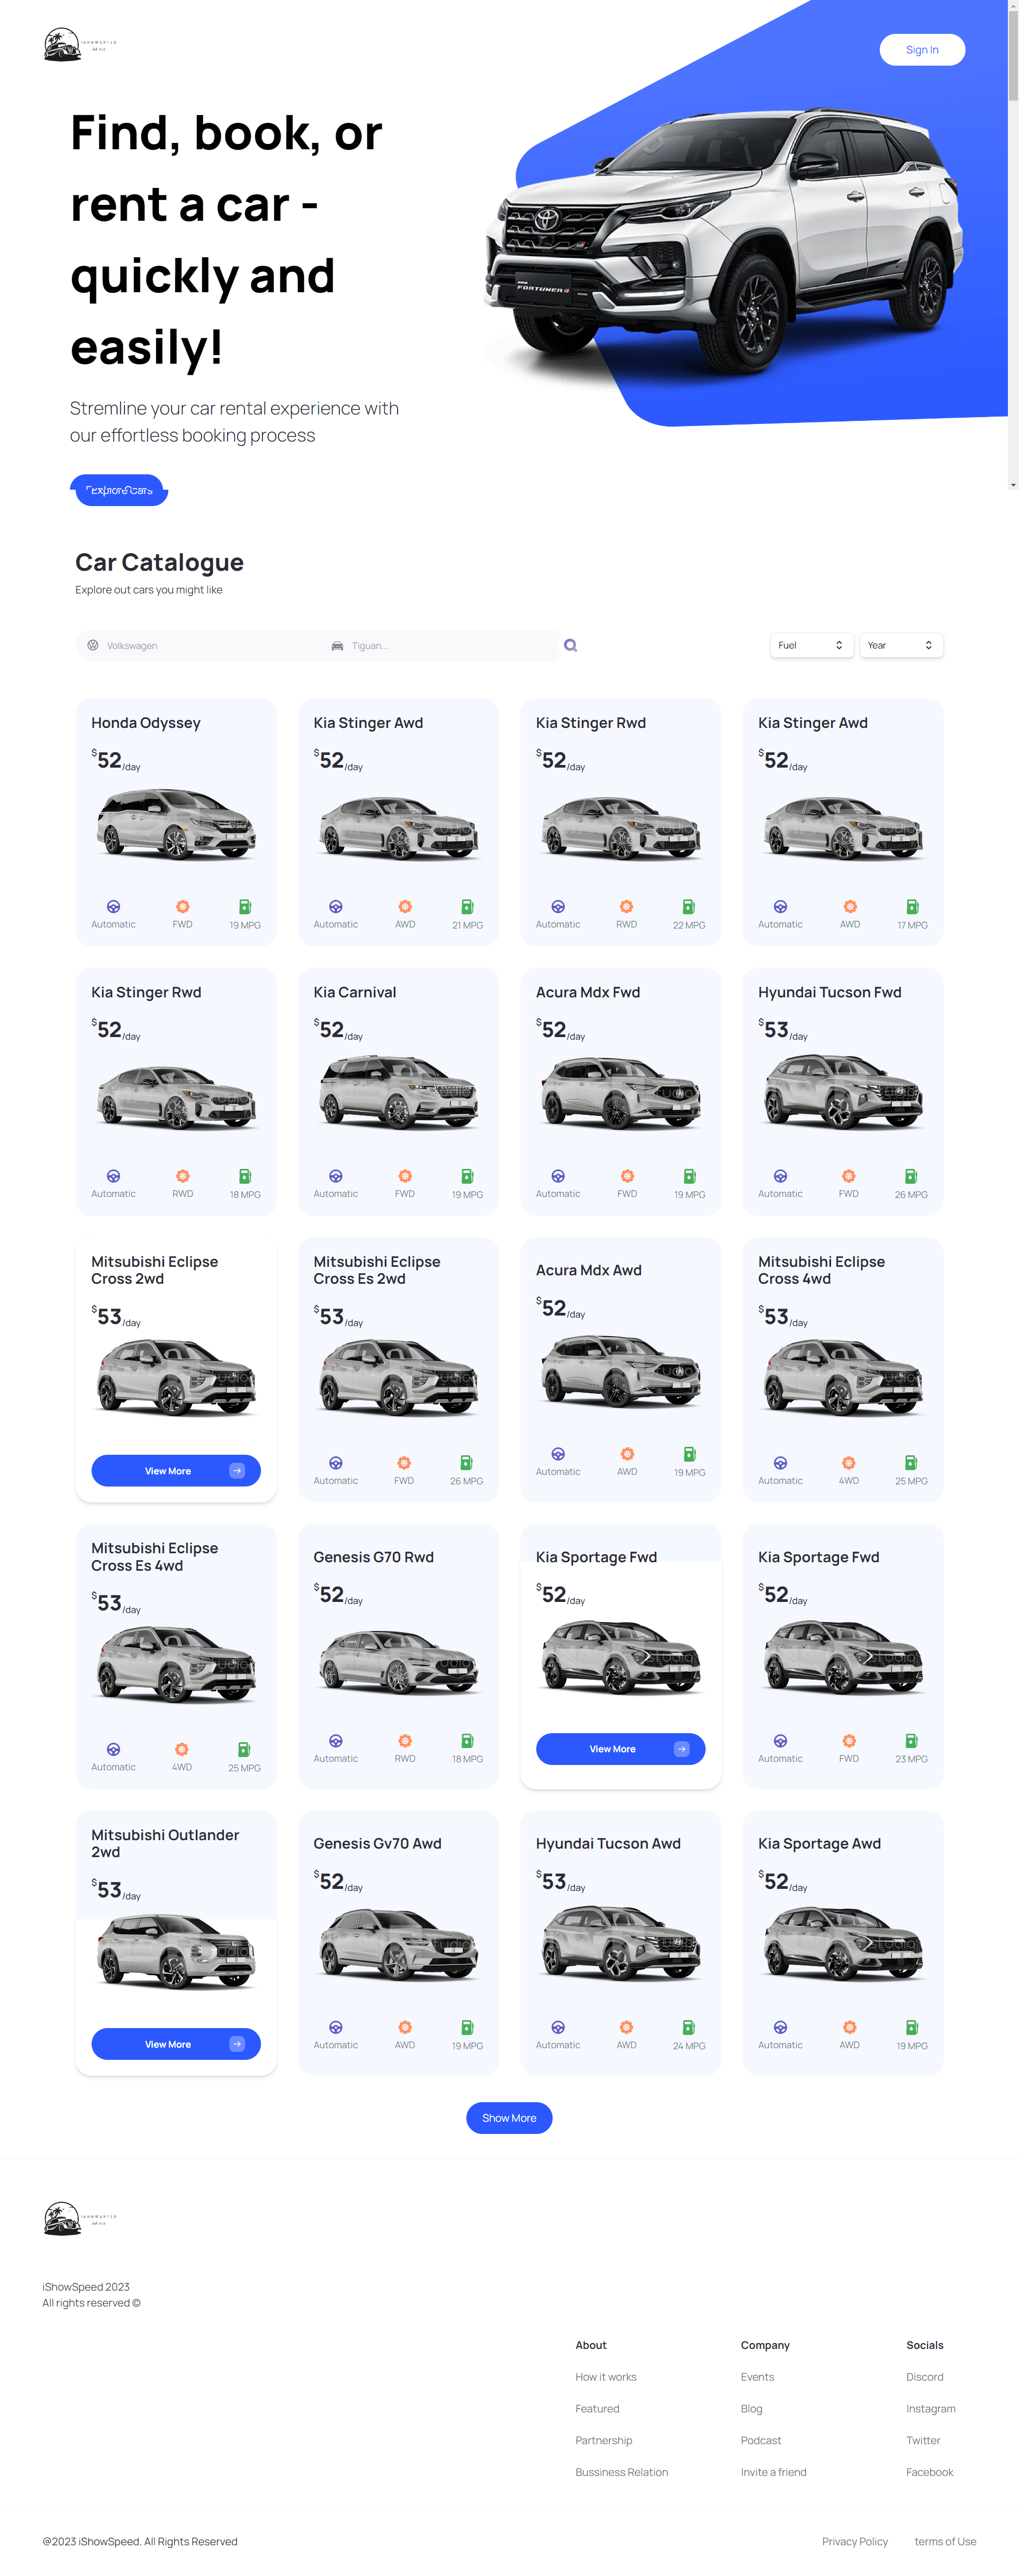 Sign In
Find, book, or
rent a car -
quickly and
easily!
NEW FORTUNER
Stremline your car rental experience with
our effortless booking process
Car Catalogue
Explore out cars you might like
Volkswagen
Tiguan...
Fuel
Year
Honda Odyssey
Kia Stinger Awd
Kia Stinger Rwd
Kia Stinger Awd
$52/day
$52/day
$52/day
$52/day
Automatic FWD 19 MPG
Automatic AWD 21 MPG
Automatic RWD 22 MPG
Automatic AWD 17 MPG
Kia Stinger Rwd
Kia Carnival
Acura Mdx Fwd
Hyundai Tucson Fwd
$52/day
$52/day
$52/day
$53/day
Automatic RWD 18 MPG
Automatic FWD 19 MPG
Automatic FWD 19 MPG
Automatic FWD 26 MPG
Mitsubishi Eclipse
Cross 2wd
$53/day
View More
Mitsubishi Eclipse
Cross Es 2wd
$53/day
Automatic FWD 26 MPG
Acura Mdx Awd
$52/day
Automatic AWD 19 MPG
Mitsubishi Eclipse
Cross 4wd
$53/day
Automatic 4WD 25 MPG
Mitsubishi Eclipse
Cross Es 4wd
$53/day
Automatic 4WD 25 MPG
Genesis G70 Rwd
$52/day
Automatic RWD 18 MPG
Kia Sportage Fwd
$52/day
View More
Kia Sportage Fwd
$52/day
Automatic FWD 23 MPG
Mitsubishi Outlander
2wd
$53/day
View More
Genesis Gv70 Awd
$52/day
Automatic AWD 19 MPG
Hyundai Tucson Awd
$53/day
Automatic AWD 24 MPG
Kia Sportage Awd
$52/day
Automatic AWD 19 MPG
Show More
iShowSpeed 2023
All rights reserved ©
About
How it works
Featured
Partnership
Bussiness Relation
Company
Events
Blog
Podcast
Invite a friend
Socials
Discord
Instagram
Twitter
Facebook
@2023 iShowSpeed. All Rights Reserved
Privacy Policy
terms of Use